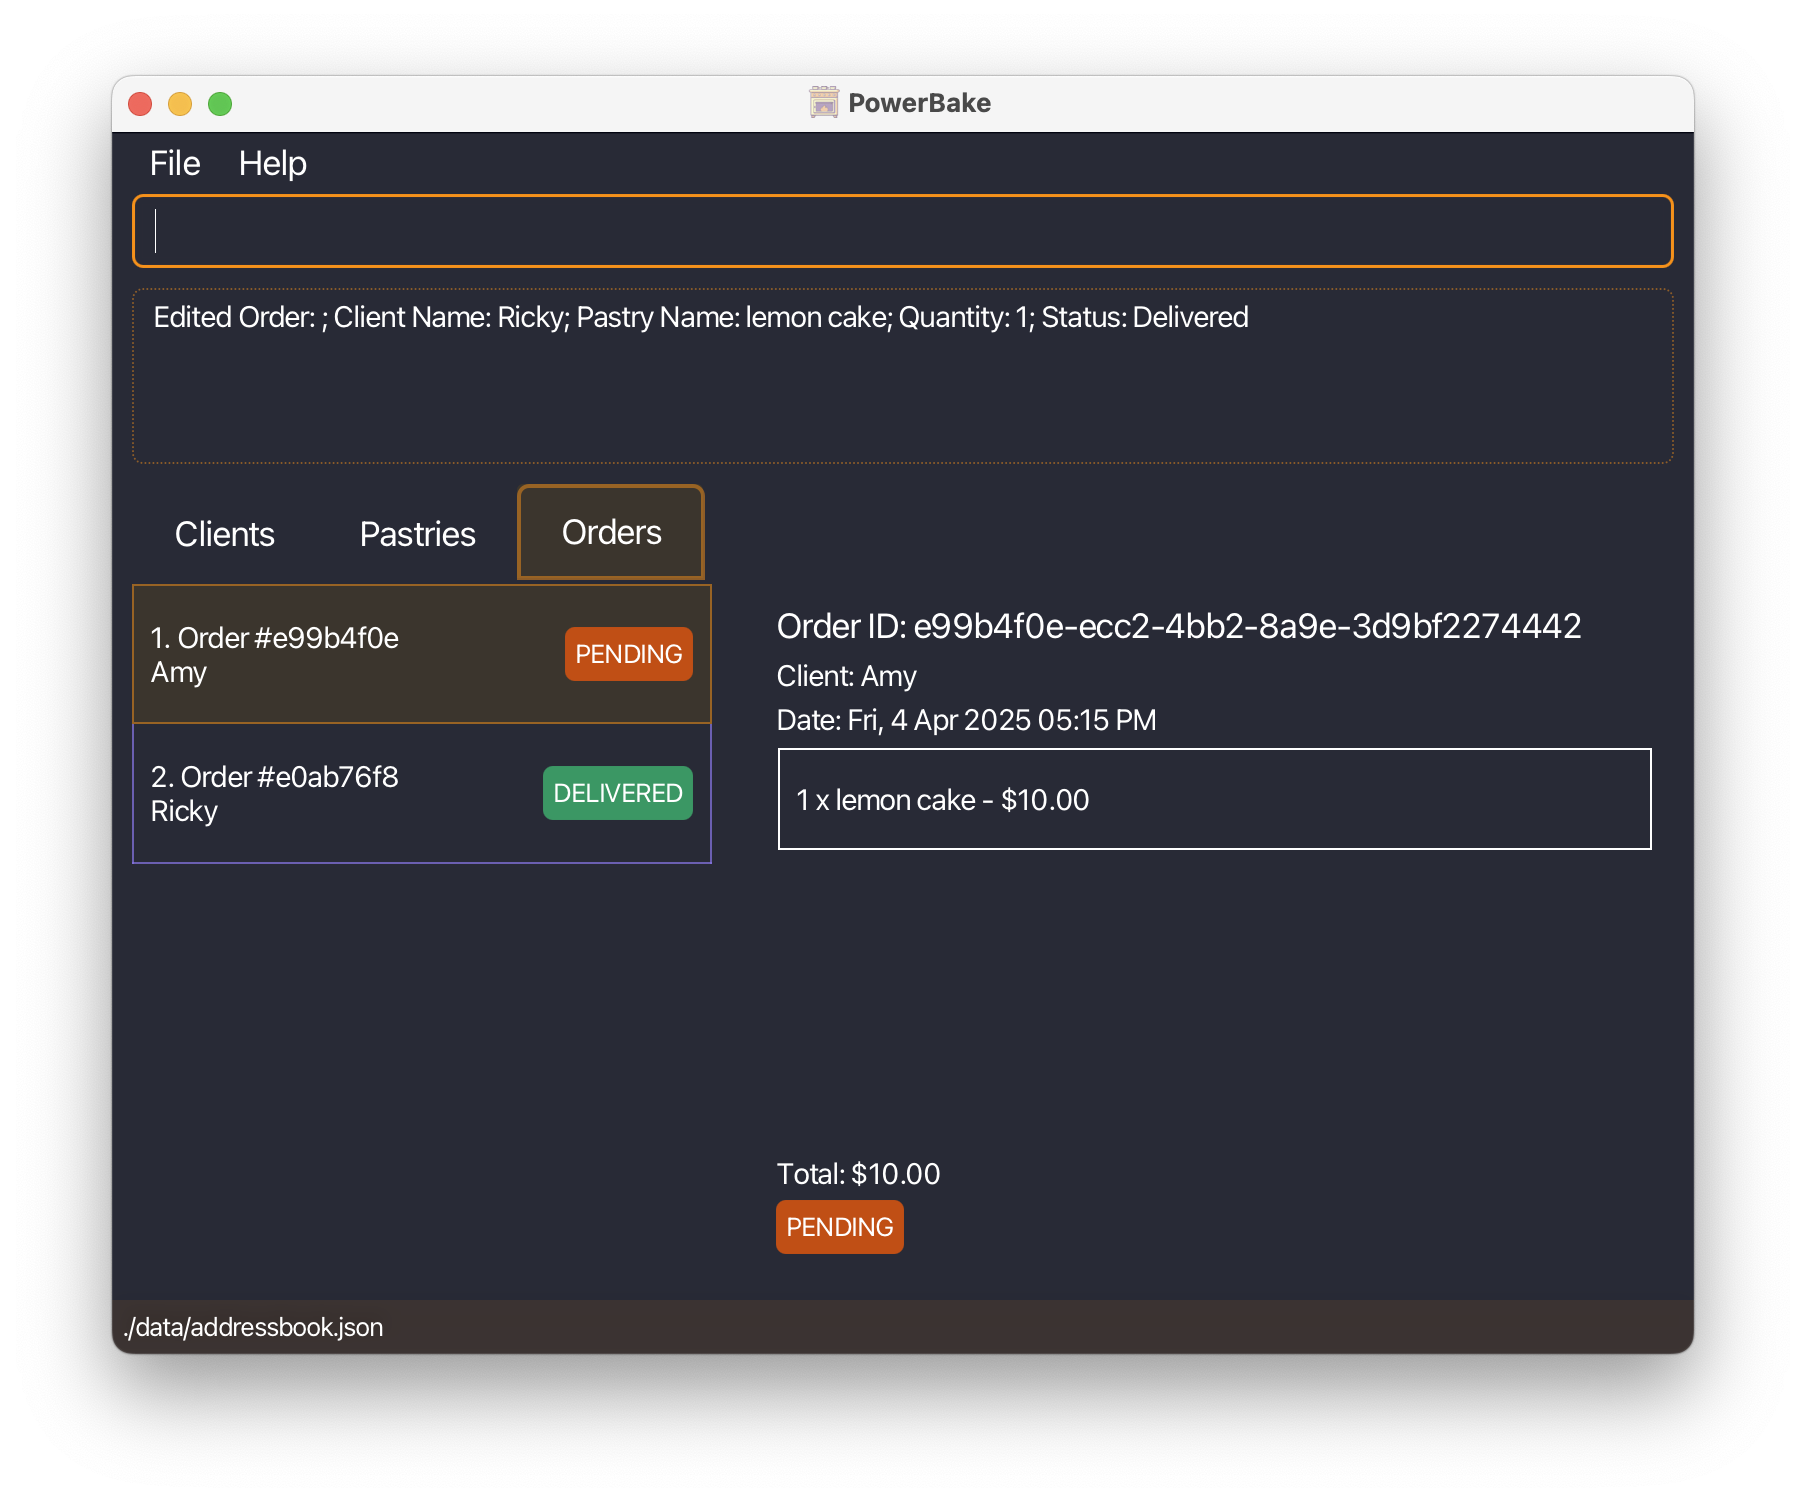 PowerBake
File Help
Edited Order: ; Client Name: Ricky; Pastry Name: lemon cake; Quantity: 1; Status: Delivered
Clients Pastries Orders
1. Order #e99b4f0e
Amy
PENDING
2. Order #e0ab76f8
Ricky
DELIVERED
Order ID: e99b4f0e-ecc2-4bb2-8a9e-3d9bf2274442
Client: Amy
Date: Fri, 4 Apr 2025 05:15 PM
1 x lemon cake - $10.00
Total: $10.00
PENDING
./data/addressbook.json